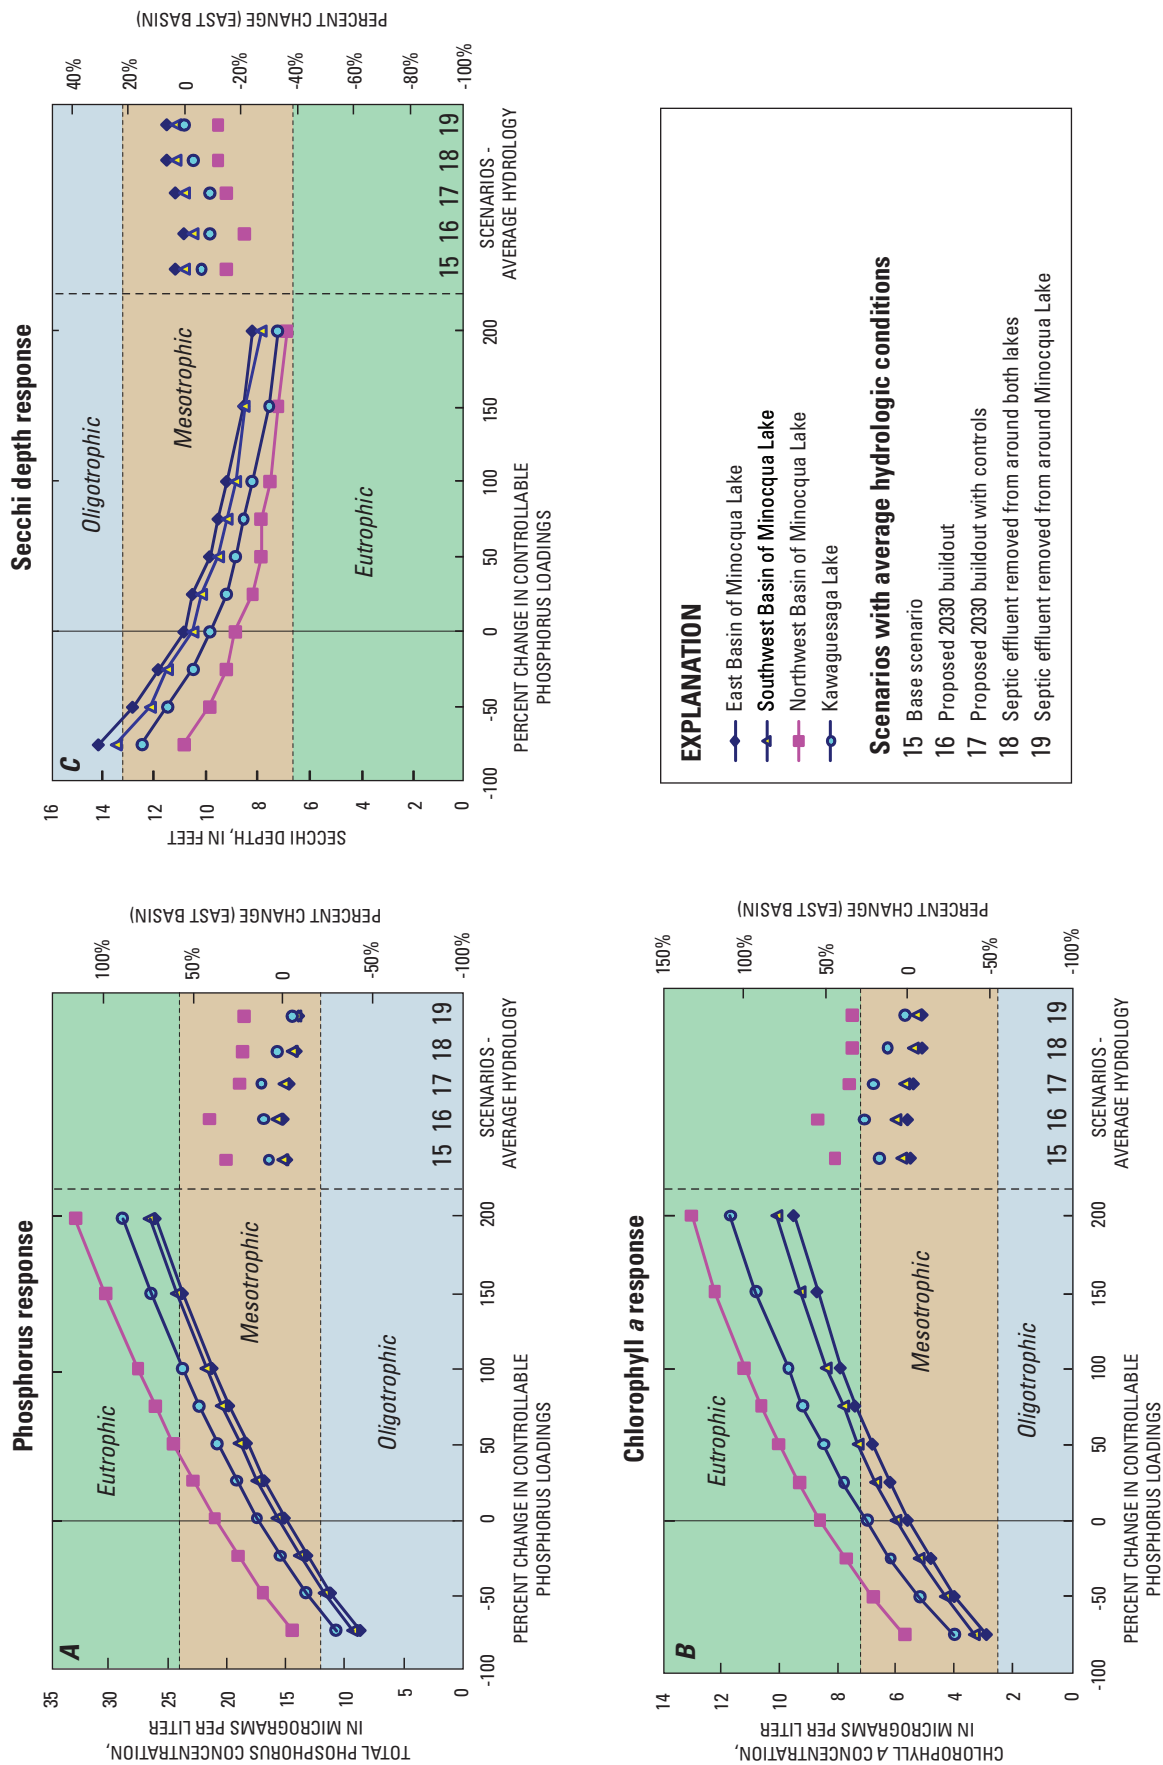 Phosphorus response
A
Eutrophic
Mesotrophic
Oligotrophic
35
30
25
20
15
10
5
0
TOTAL PHOSPHORUS CONCENTRATION,
IN MICROGRAMS PER LITER
-100
-50
0
50
100
150
200
PERCENT CHANGE IN CONTROLLABLE
PHOSPHORUS LOADINGS
15 16 17 18 19
SCENARIOS -
AVERAGE HYDROLOGY
100%
50%
0
-50%
-100%
PERCENT CHANGE (EAST BASIN)
Secchi depth response
C
Oligotrophic
Mesotrophic
Eutrophic
16
14
12
10
8
6
4
2
0
SECCHI DEPTH, IN FEET
-100
-50
0
50
100
150
200
PERCENT CHANGE IN CONTROLLABLE
PHOSPHORUS LOADINGS
15 16 17 18 19
SCENARIOS -
AVERAGE HYDROLOGY
40%
20%
0
-20%
-40%
-60%
-80%
-100%
PERCENT CHANGE (EAST BASIN)
Chlorophyll a response
B
Eutrophic
Mesotrophic
Oligotrophic
14
12
10
8
6
4
2
0
CHLOROPHYLL A CONCENTRATION,
IN MICROGRAMS PER LITER
-100
-50
0
50
100
150
200
PERCENT CHANGE IN CONTROLLABLE
PHOSPHORUS LOADINGS
15 16 17 18 19
SCENARIOS -
AVERAGE HYDROLOGY
150%
100%
50%
0
-50%
-100%
PERCENT CHANGE (EAST BASIN)
EXPLANATION
East Basin of Minocqua Lake
Southwest Basin of Minocqua Lake
Northwest Basin of Minocqua Lake
Kawaguesaga Lake
Scenarios with average hydrologic conditions
15 Base scenario
16 Proposed 2030 buildout
17 Proposed 2030 buildout with controls
18 Septic effluent removed from around both lakes
19 Septic effluent removed from around Minocqua Lake